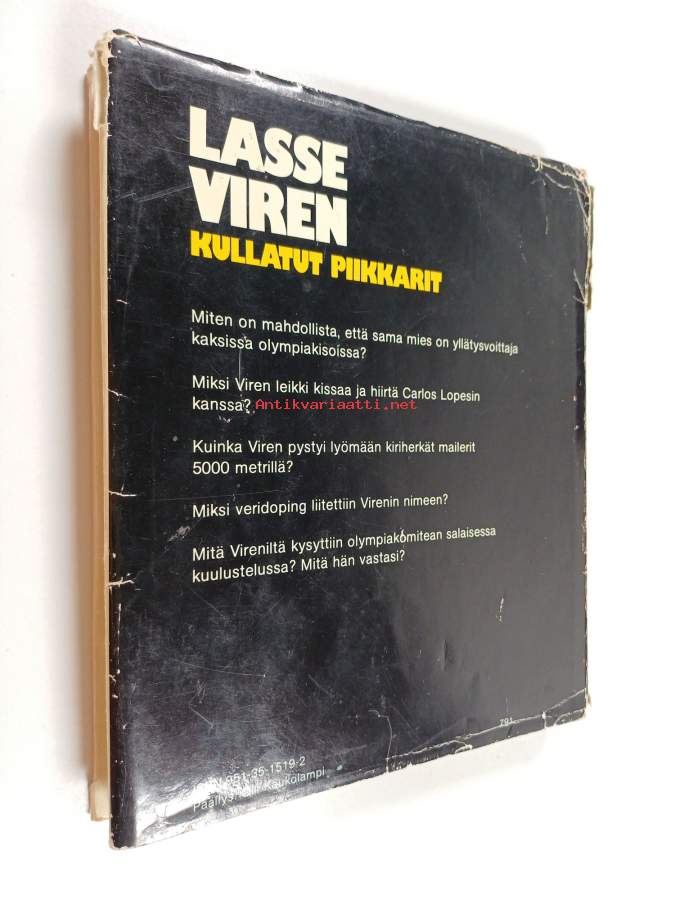 LASSE
VIREN
KULLATUT PIIKKARIT
Miten on mahdollista, että sama mies on yllätysvoittaja
kaksissa olympiakisoissa?
Miksi Viren leikki kissaa ja hiirtä Carlos Lopesin
kanssa?
Antikvariaatti.net
Kuinka Viren pystyi lyömään kiriherkät mailerit
5000 metrillä?
Miksi veridoping liitettiin Virenin nimeen?
Mitä Vireniltä kysyttiin olympiakomitean salaisessa
kuulustelussa? Mitä hän vastasi?
791
951-35-1519-2
Kaukolampi